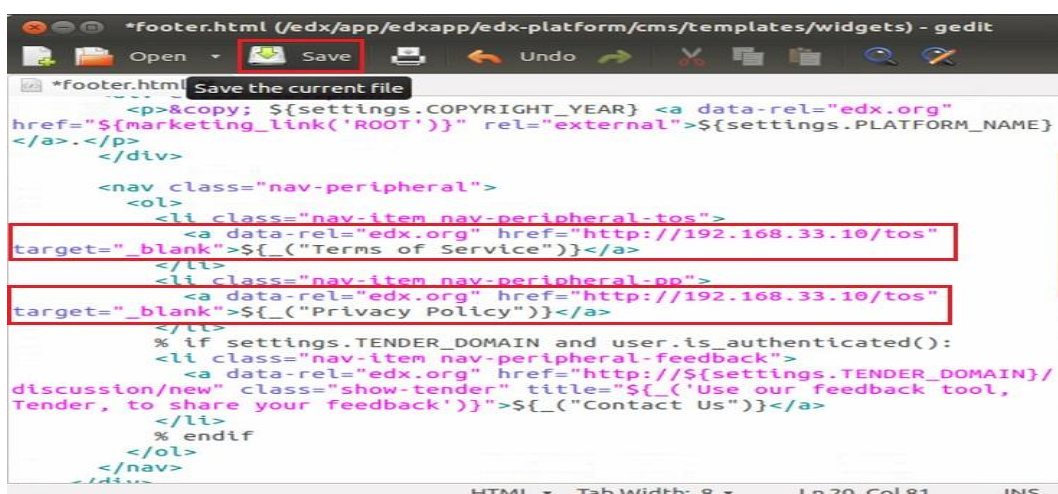 *footer.html (/edx/app/edxapp/edx-platform/cms/templates/widgets) - gedit
Open Save Undo
*footer.html Save the current file
<p>&copy; ${settings.COPYRIGHT_YEAR} <a data-rel="edx.org"
href="${marketing_link('ROOT')}" rel="external">${settings.PLATFORM_NAME}
</a>.</p>
</div>
<nav class="nav-peripheral">
<ol>
<li class="nav-item nav-peripheral-tos">
<a data-rel="edx.org" href="http://192.168.33.10/tos"
target="_blank">${_("Terms of Service")}</a>
</li>
<li class="nav-item nav-peripheral-pp">
<a data-rel="edx.org" href="http://192.168.33.10/tos"
target="_blank">${_("Privacy Policy")}</a>
</li>
% if settings.TENDER_DOMAIN and user.is_authenticated():
<li class="nav-item nav-peripheral-feedback">
<a data-rel="edx.org" href="http://${settings.TENDER_DOMAIN}/
discussion/new" class="show-tender" title="${_('Use our feedback tool,
Tender, to share your feedback')}">${_("Contact Us")}</a>
</li>
% endif
</ol>
</nav>
</div>
HTML Tab Width: 8 Ln 20, Col 81 INS